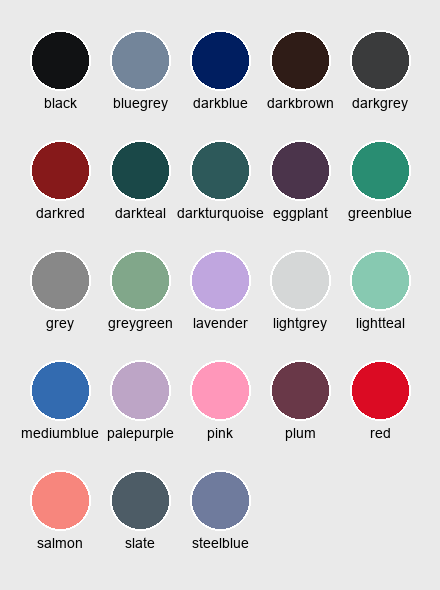 black bluegrey darkblue darkbrown darkgrey
darkred darkteal darkturquoise eggplant greenblue
grey greygreen lavender lightgrey lightteal
mediumblue palepurple pink plum red
salmon slate steelblue